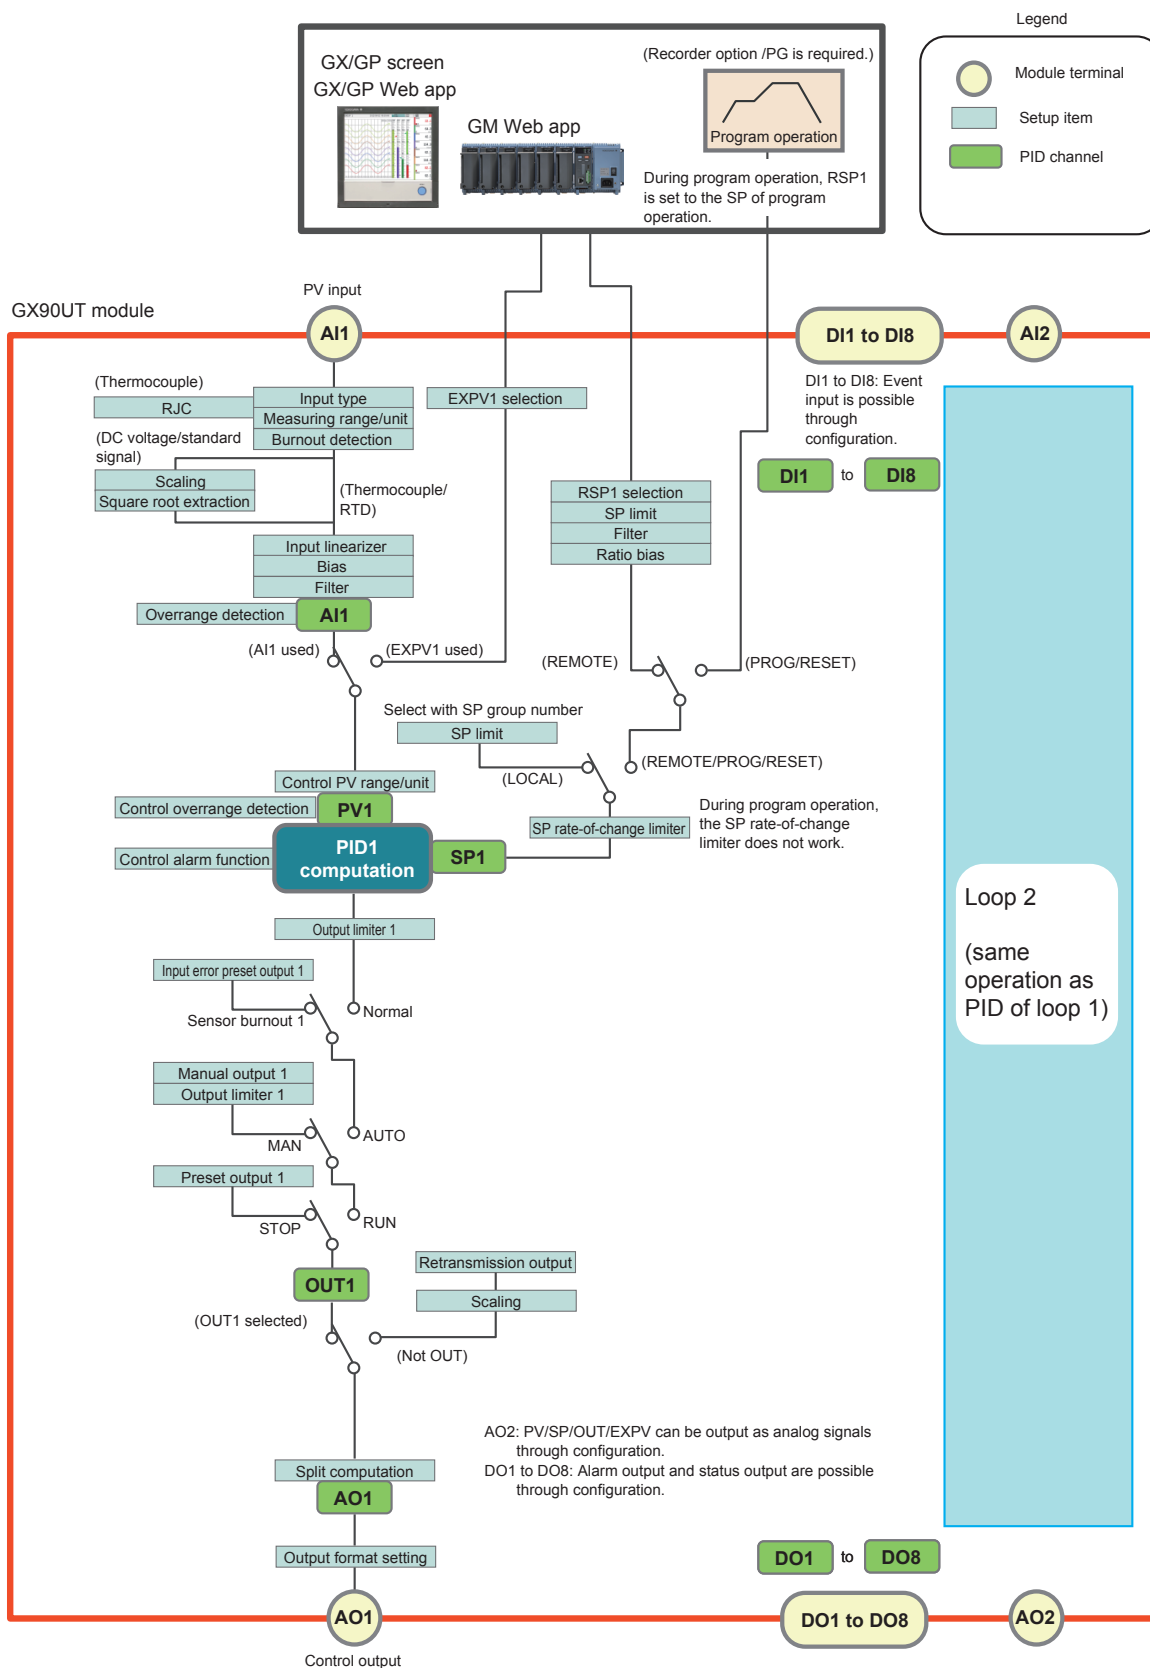 Legend
Module terminal
Setup item
PID channel
GX/GP screen
GX/GP Web app
GM Web app
(Recorder option /PG is required.)
Program operation
During program operation, RSP1
is set to the SP of program
operation.
GX90UT module
PV input
AI1
DI1 to DI8
AI2
(Thermocouple)
RJC
Input type
Measuring range/unit
Burnout detection
EXPV1 selection
DI1 to DI8: Event
input is possible
through
configuration.
DI1
to
DI8
(DC voltage/standard
signal)
Scaling
Square root extraction
(Thermocouple/
RTD)
RSP1 selection
SP limit
Filter
Ratio bias
Input linearizer
Bias
Filter
Overrange detection
AI1
(AI1 used)
(EXPV1 used)
(REMOTE)
(PROG/RESET)
Select with SP group number
SP limit
(LOCAL)
(REMOTE/PROG/RESET)
Control PV range/unit
Control overrange detection
PV1
SP rate-of-change limiter
During program operation,
the SP rate-of-change
limiter does not work.
Control alarm function
PID1
computation
SP1
Loop 2
(same
operation as
PID of loop 1)
Output limiter 1
Input error preset output 1
Sensor burnout 1
Normal
Manual output 1
Output limiter 1
MAN
AUTO
Preset output 1
STOP
RUN
OUT1
Retransmission output
Scaling
(OUT1 selected)
(Not OUT)
AO2: PV/SP/OUT/EXPV can be output as analog signals
through configuration.
DO1 to DO8: Alarm output and status output are possible
through configuration.
Split computation
AO1
Output format setting
DO1
to
DO8
AO1
DO1 to DO8
AO2
Control output